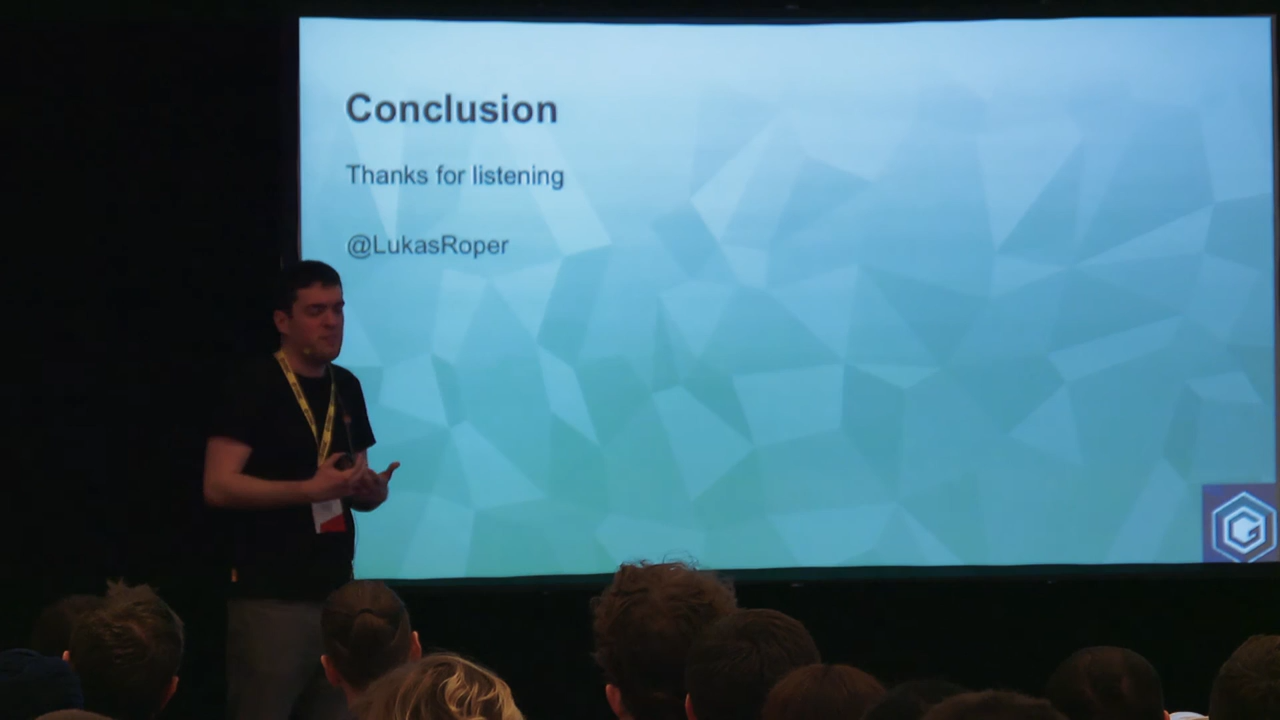 Conclusion
Thanks for listening
@LukasRoper